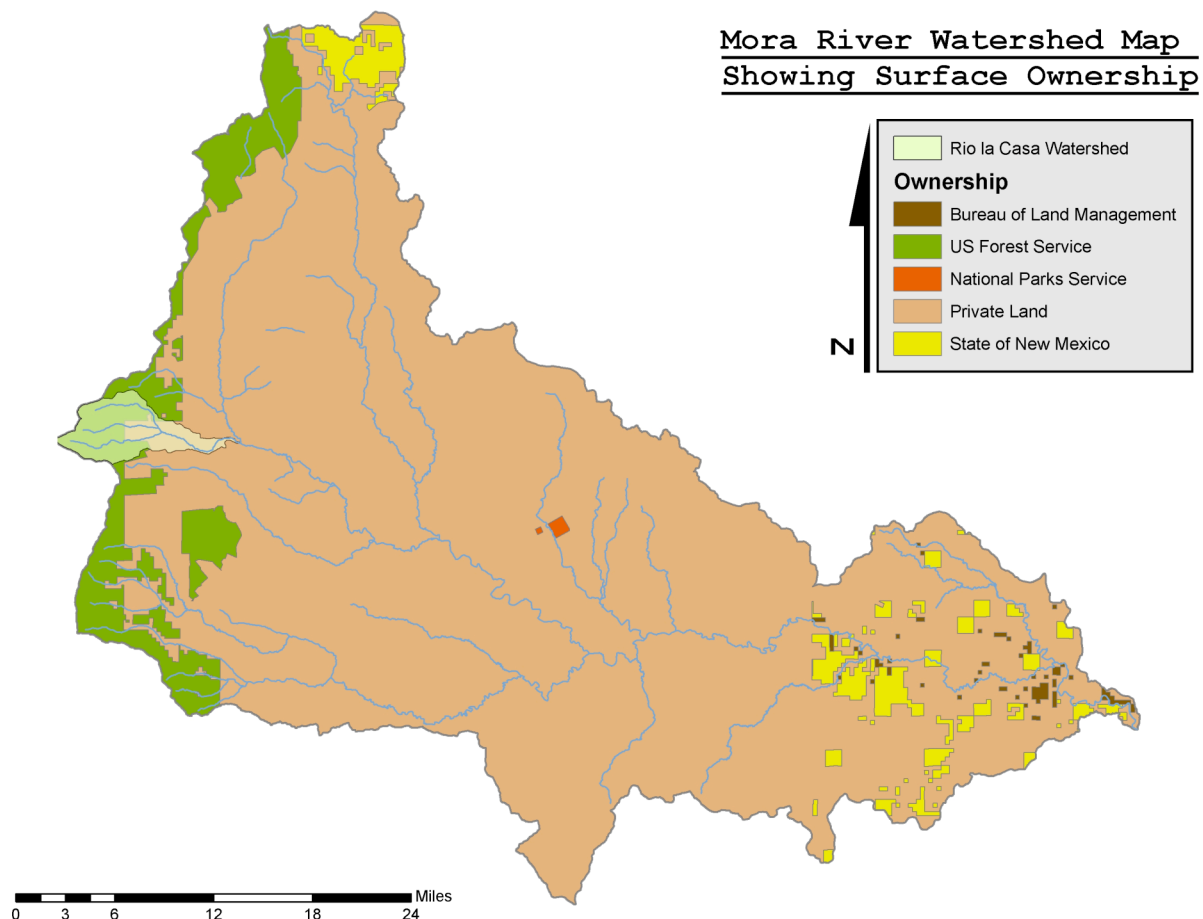 Mora River Watershed Map
Showing Surface Ownership
Rio la Casa Watershed
Ownership
Bureau of Land Management
US Forest Service
National Parks Service
Private Land
State of New Mexico
N
Miles
0 3 6 12 18 24